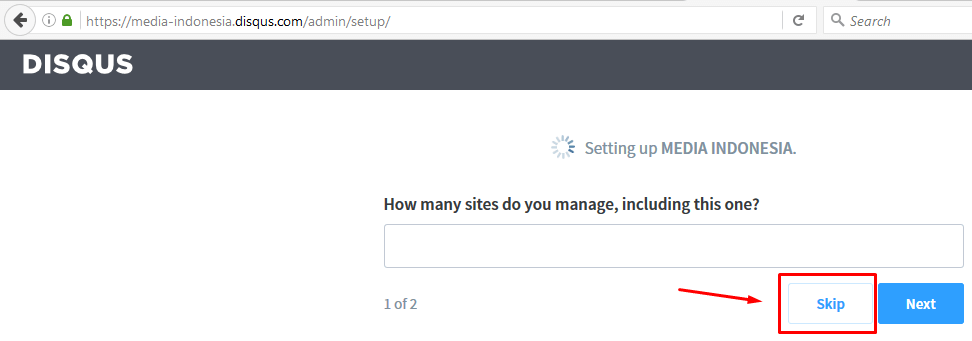 https://media-indonesia.disqus.com/admin/setup/
Search
DISQUS
Setting up MEDIA INDONESIA.
How many sites do you manage, including this one?
1 of 2
Skip
Next